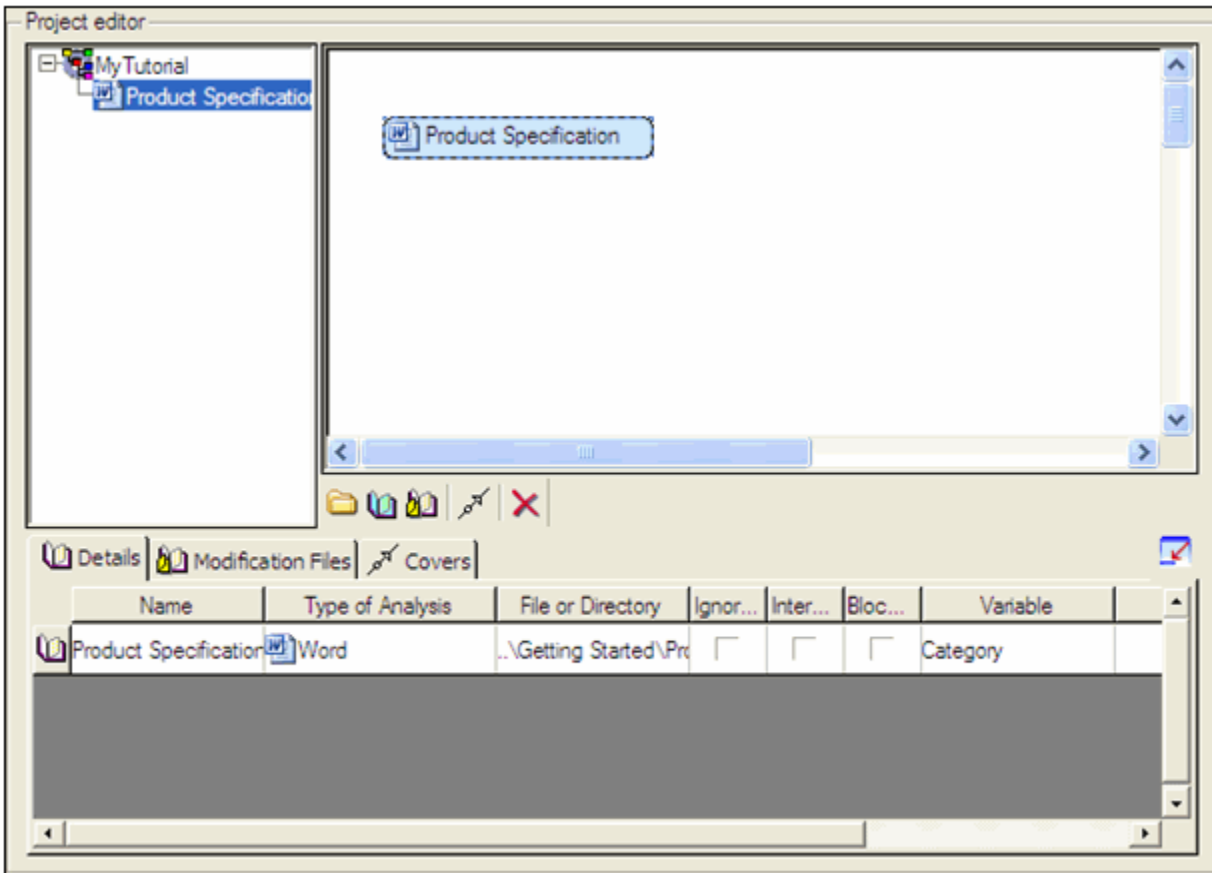 Project editor
MyTutorial
Product Specification
Product Specification
Details Modification Files Covers
Name Type of Analysis File or Directory Ignor... Inter... Bloc... Variable
Product Specification Word ..\Getting Started\Pro Category